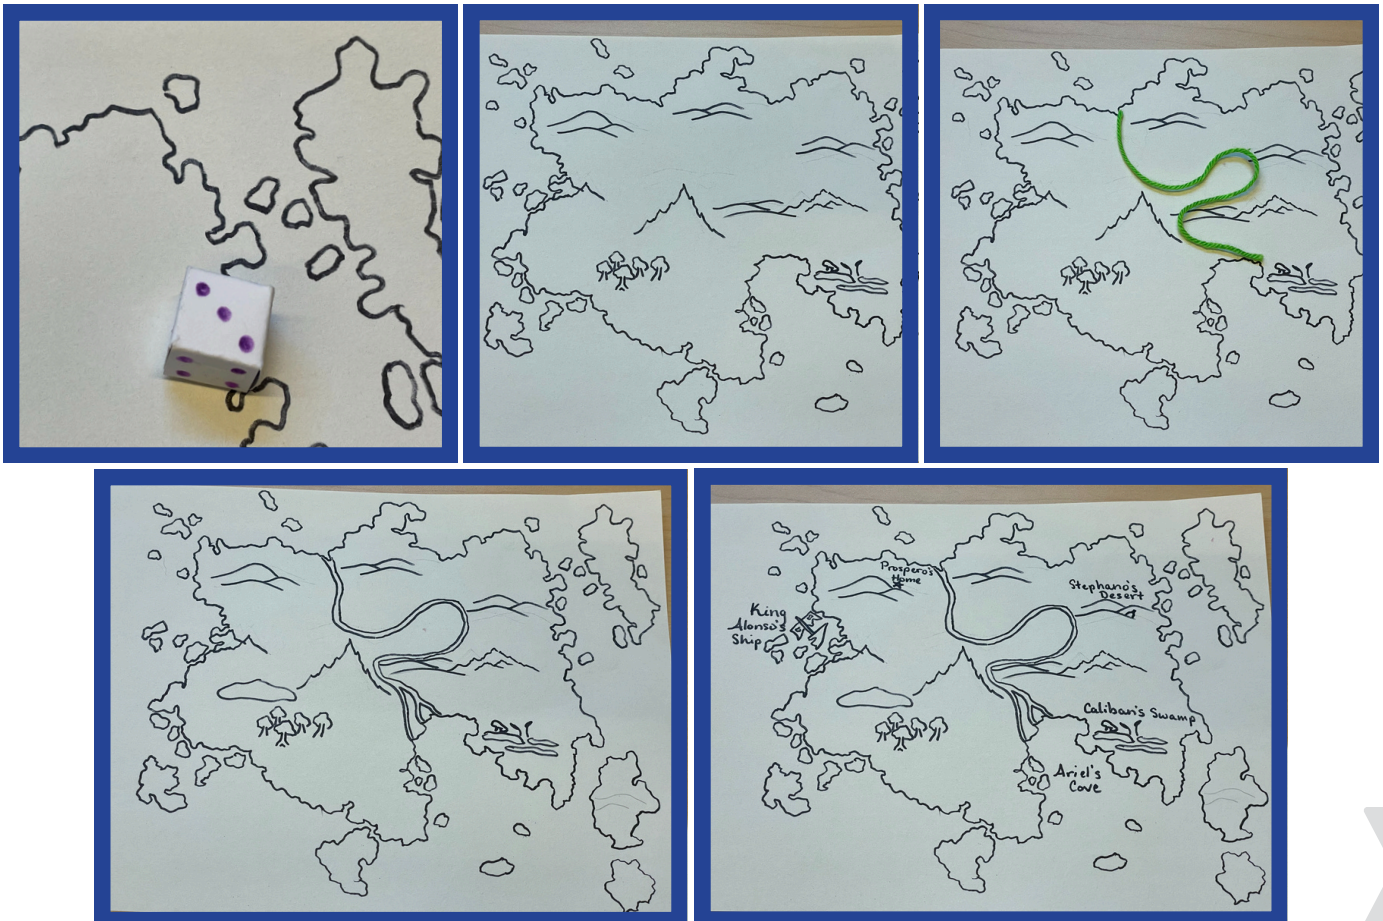 Prospero's
Home
Stephano's
Desert
King
Alonso's
Ship
Caliban's Swamp
Ariel's
Cove